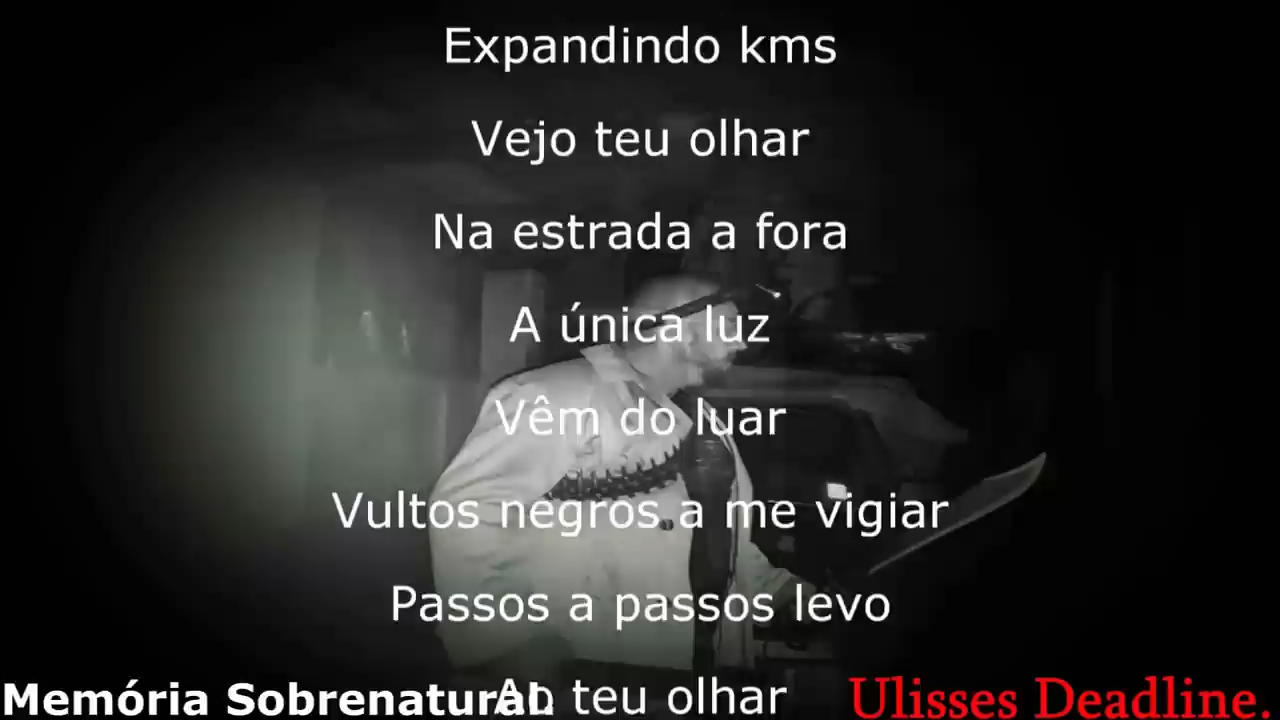 Expandindo kms
Vejo teu olhar
Na estrada a fora
A única luz
Vêm do luar
Vultos negros a me vigiar
Passos a passos levo
Ao teu olhar
Memória Sobrenatural.
Ulisses Deadline.